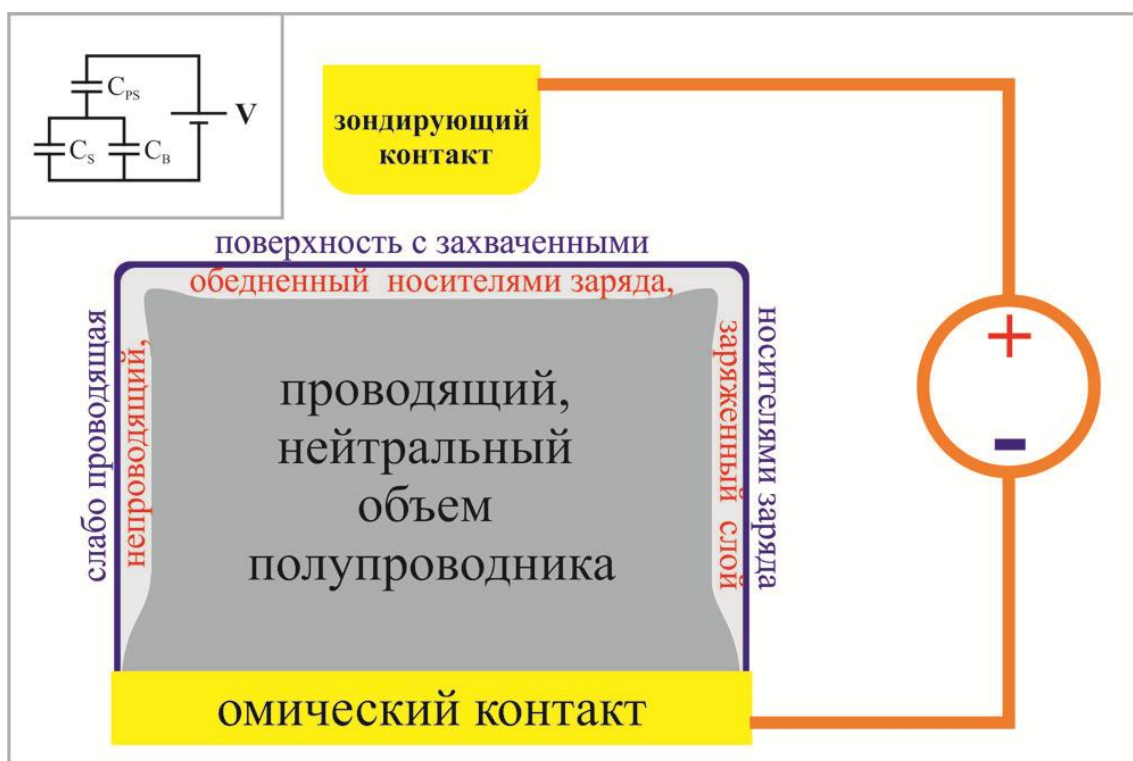 C_PS
C_S
C_B
V
зондирующий
контакт
поверхность с захваченными
обедненный носителями заряда,
слабо проводящая
непроводящий,
заряженный слой
носителями заряда
проводящий,
нейтральный
объем
полупроводника
+
-
омический контакт